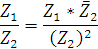 Z₁/Z₂ = (Z₁ * Z̄₂)/(Z₂)²